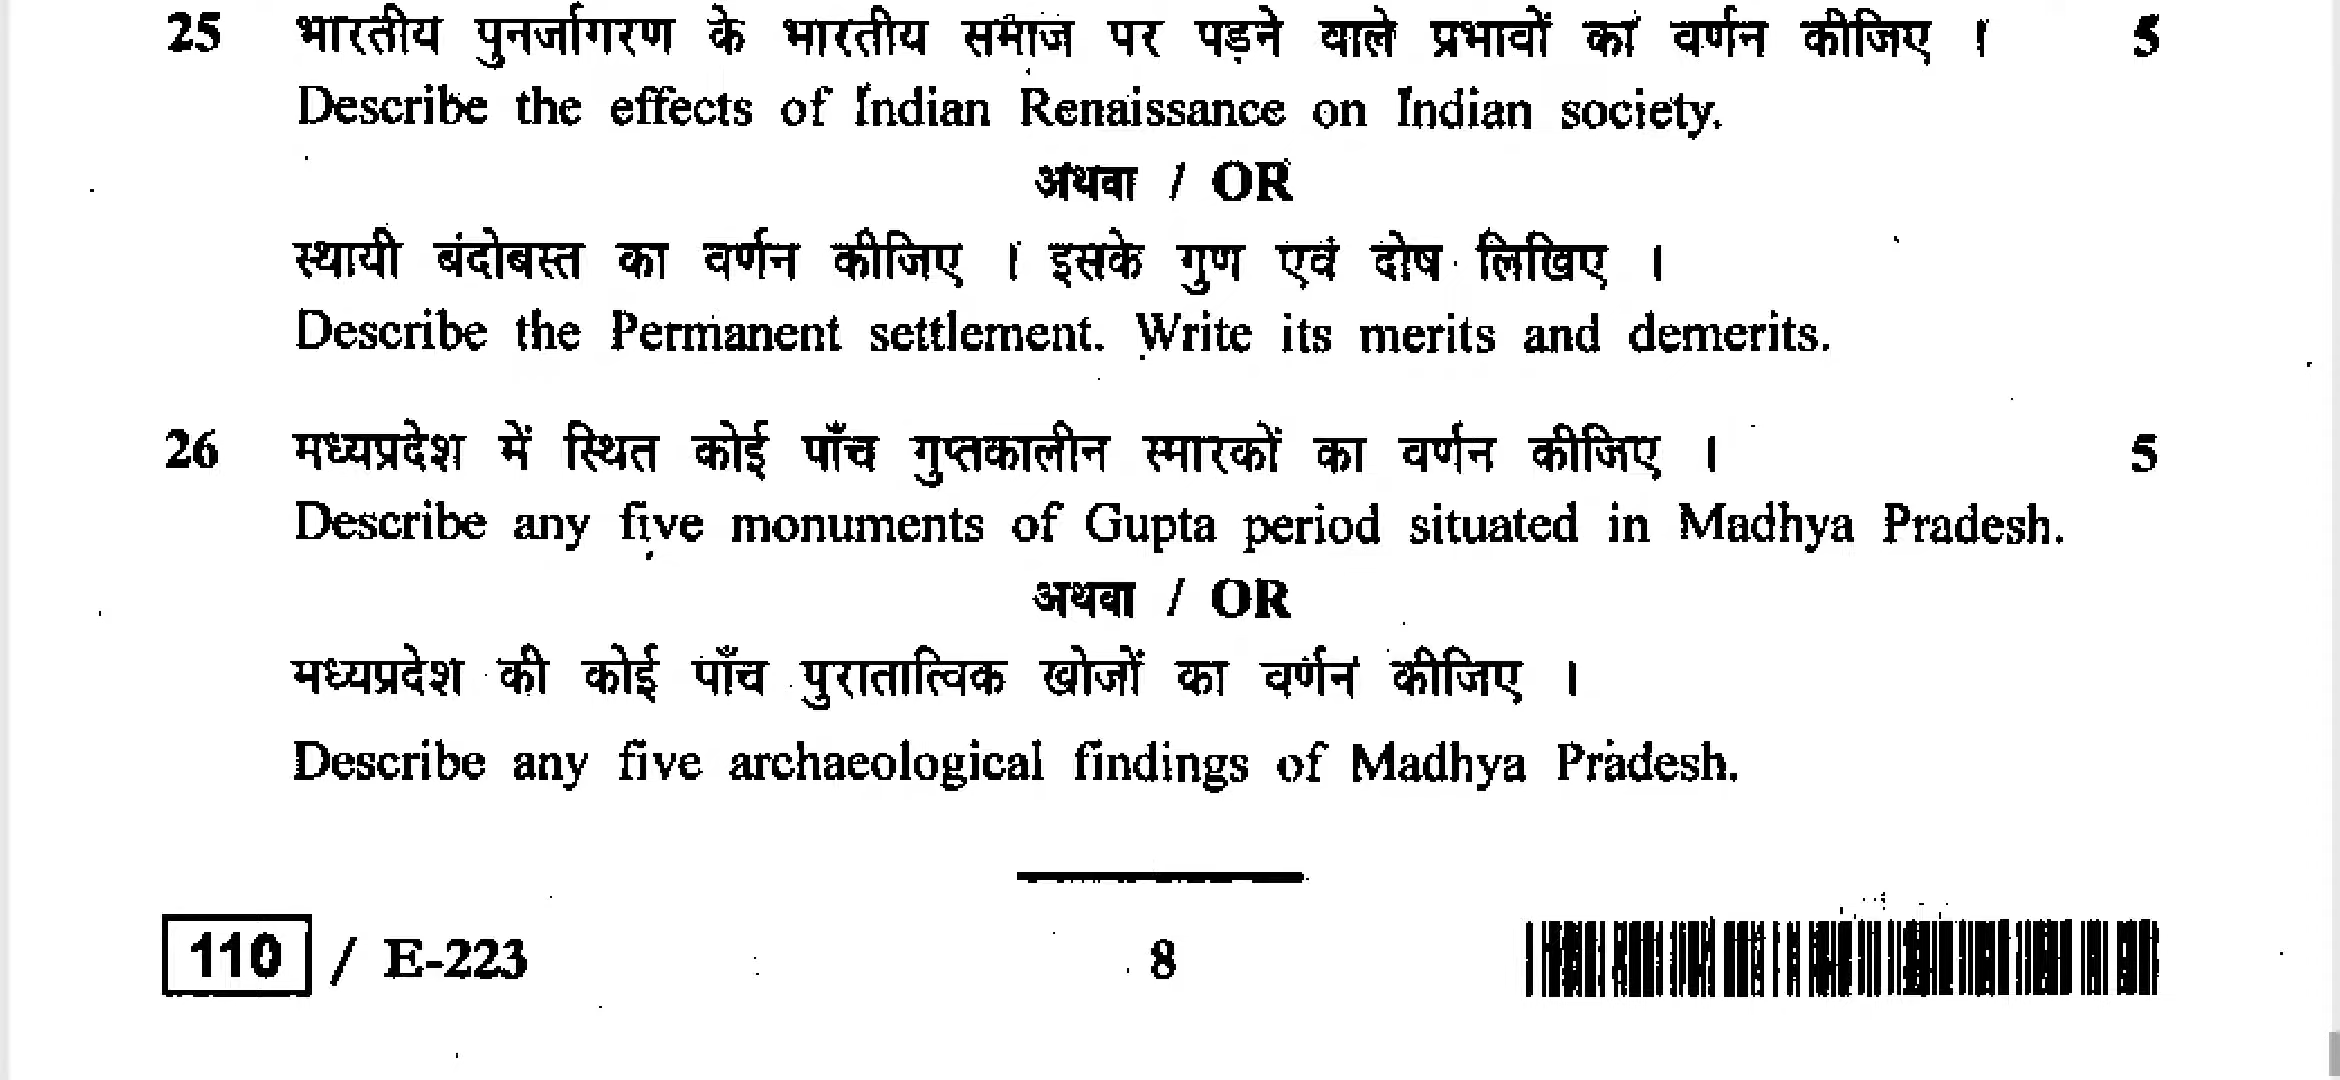 25 भारतीय पुनर्जागरण के भारतीय समाज पर पड़ने वाले प्रभावों का वर्णन कीजिए । 5
Describe the effects of Indian Renaissance on Indian society.
अथवा / OR
स्थायी बंदोबस्त का वर्णन कीजिए । इसके गुण एवं दोष लिखिए ।
Describe the Permanent settlement. Write its merits and demerits.
26 मध्यप्रदेश में स्थित कोई पाँच गुप्तकालीन स्मारकों का वर्णन कीजिए । 5
Describe any five monuments of Gupta period situated in Madhya Pradesh.
अथवा / OR
मध्यप्रदेश की कोई पाँच पुरातात्विक खोजों का वर्णन कीजिए ।
Describe any five archaeological findings of Madhya Pradesh.
110 / E-223 8